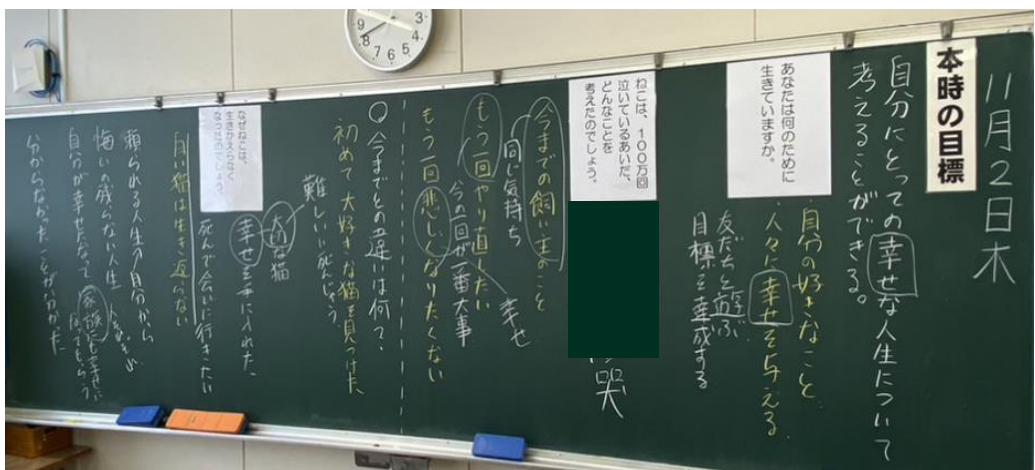 11月2日木
本時の目標
自分にとっての幸せな人生について
考えることができる。
あなたは何のために
生きていますか。
自分の好きなこと
人々に幸せを与える。
友だちと遊ぶ
目標を達成する
ねこは、100万回
泣いているあいだ、
どんなことを
考えたのでしょう。
哭
今までの飼い主のこと
同じ気持ち
幸せ
もう一回やり直したい
今の一回が一番大事
もう一回悲しくなりたくない
今までとの違いは何？
初めて大好きな猫を見つけた
難しい
死んじゃう。
なぜねこは、
生きかえらなく
なったのでしょう。
大切な猫
幸せを手に入れた
死んで会いに行きたい
白い猫は生き返らない
頼られる人生
自分から
悔いの残らない人生
自分が幸せになって家族にも幸せに
なってもらう。
分からなかったことが分かった。